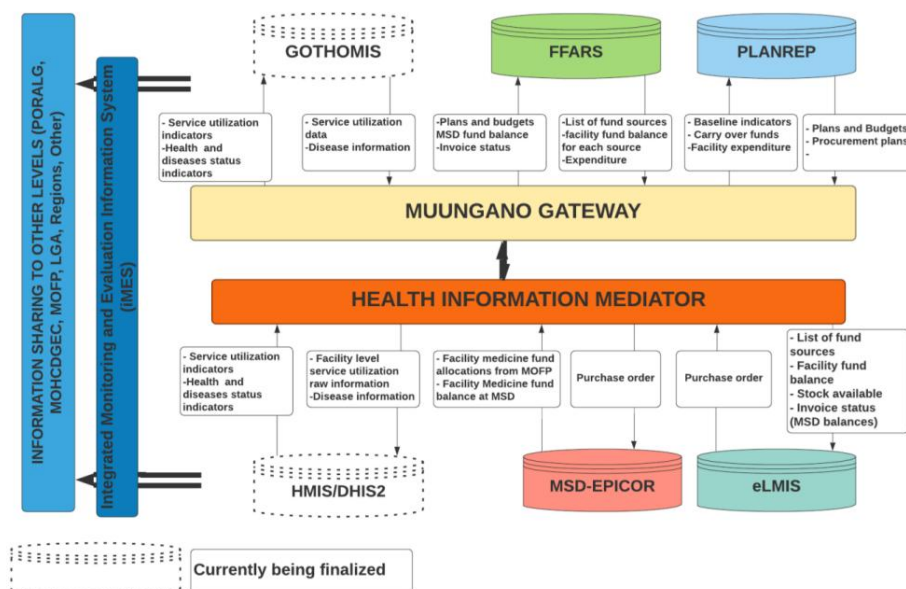 INFORMATION SHARING TO OTHER LEVELS (PORALG,
MOHCDGEC, MOFP, LGA, Regions, Other)
Integrated Monitoring and Evaluation Information System
(iMES)
GOTHOMIS
FFARS
PLANREP
- Service utilization
indicators
-Health and
diseases status
indicators
- Service utilization
data
- Disease information
-Plans and budgets
MSD fund balance
-Invoice status
-List of fund sources
-facility fund balance
for each source
-Expenditure
- Baseline indicators
- Carry over funds
-Facility expenditure
- Plans and Budgets
- Procurement plans
-
MUUNGANO GATEWAY
HEALTH INFORMATION MEDIATOR
- Service utilization
indicators
- Health and
diseases status
indicators
- Facility level
service utilization
raw information
- Disease information
- Facility medicine fund
allocations from MOFP
- Facility Medicine fund
balance at MSD
Purchase order
Purchase order
- List of fund
sources
- Facility fund
balance
- Stock available
- Invoice status
(MSD balances)
HMIS/DHIS2
MSD-EPICOR
eLMIS
Currently being finalized